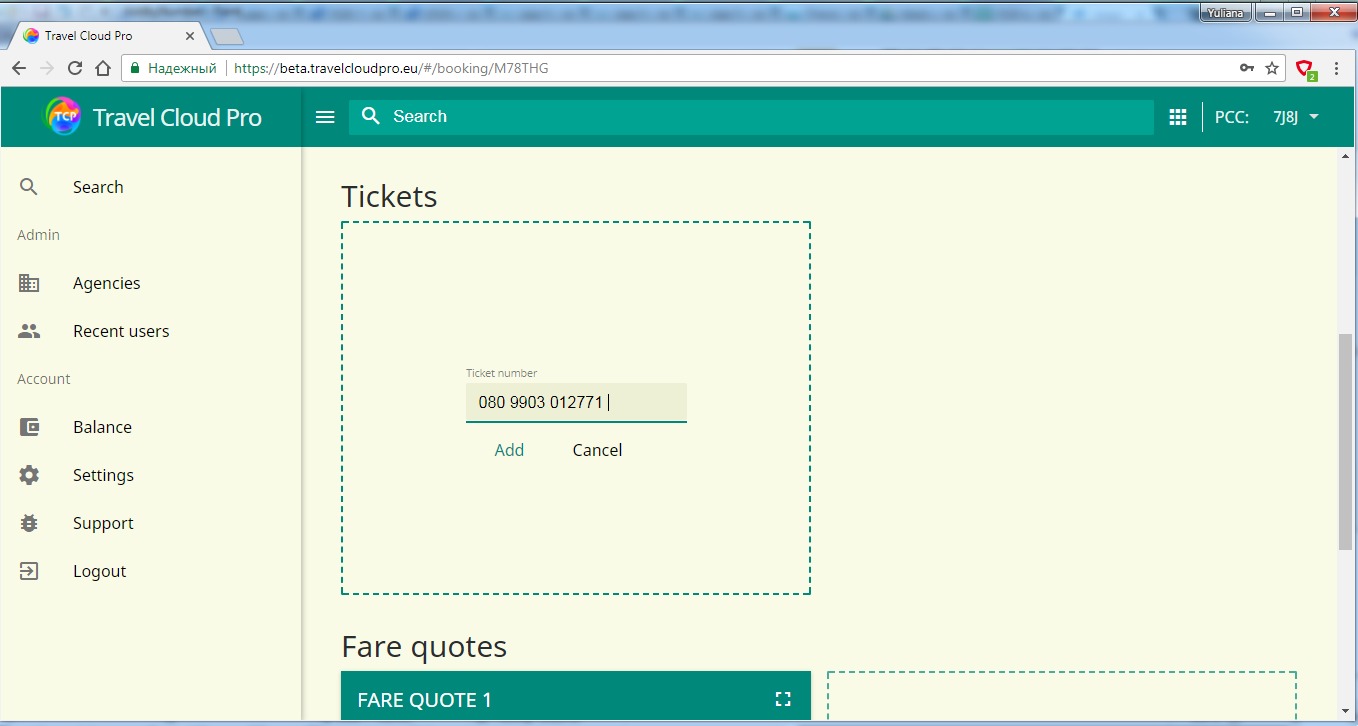 Yuliana
Travel Cloud Pro
Надежный https://beta.travelcloudpro.eu/#/booking/M78THG
2
TCP Travel Cloud Pro
Search
PCC: 7J8J
Search
Admin
Agencies
Recent users
Account
Balance
Settings
Support
Logout
Tickets
Ticket number
080 9903 012771
Add Cancel
Fare quotes
FARE QUOTE 1